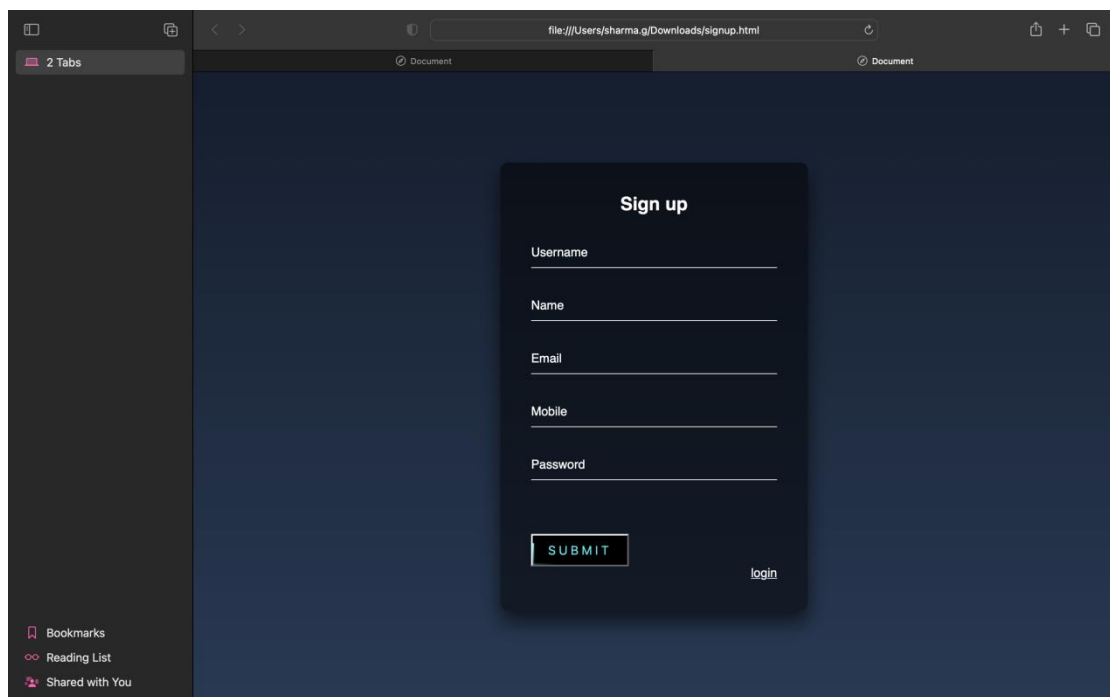 file:///Users/sharma.g/Downloads/signup.html
2 Tabs
Document
Document
Sign up
Username
Name
Email
Mobile
Password
SUBMIT
login
Bookmarks
Reading List
Shared with You